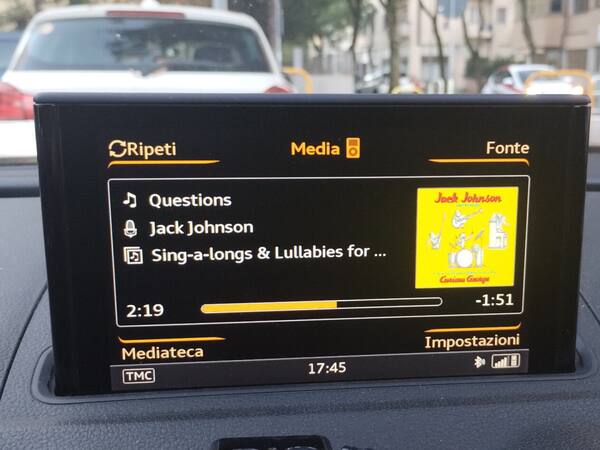 Ripeti
Media
Fonte
Questions
Jack Johnson
Sing-a-longs & Lullabies for ...
Jack Johnson
Curious George
2:19
-1:51
Mediateca
Impostazioni
TMC
17:45